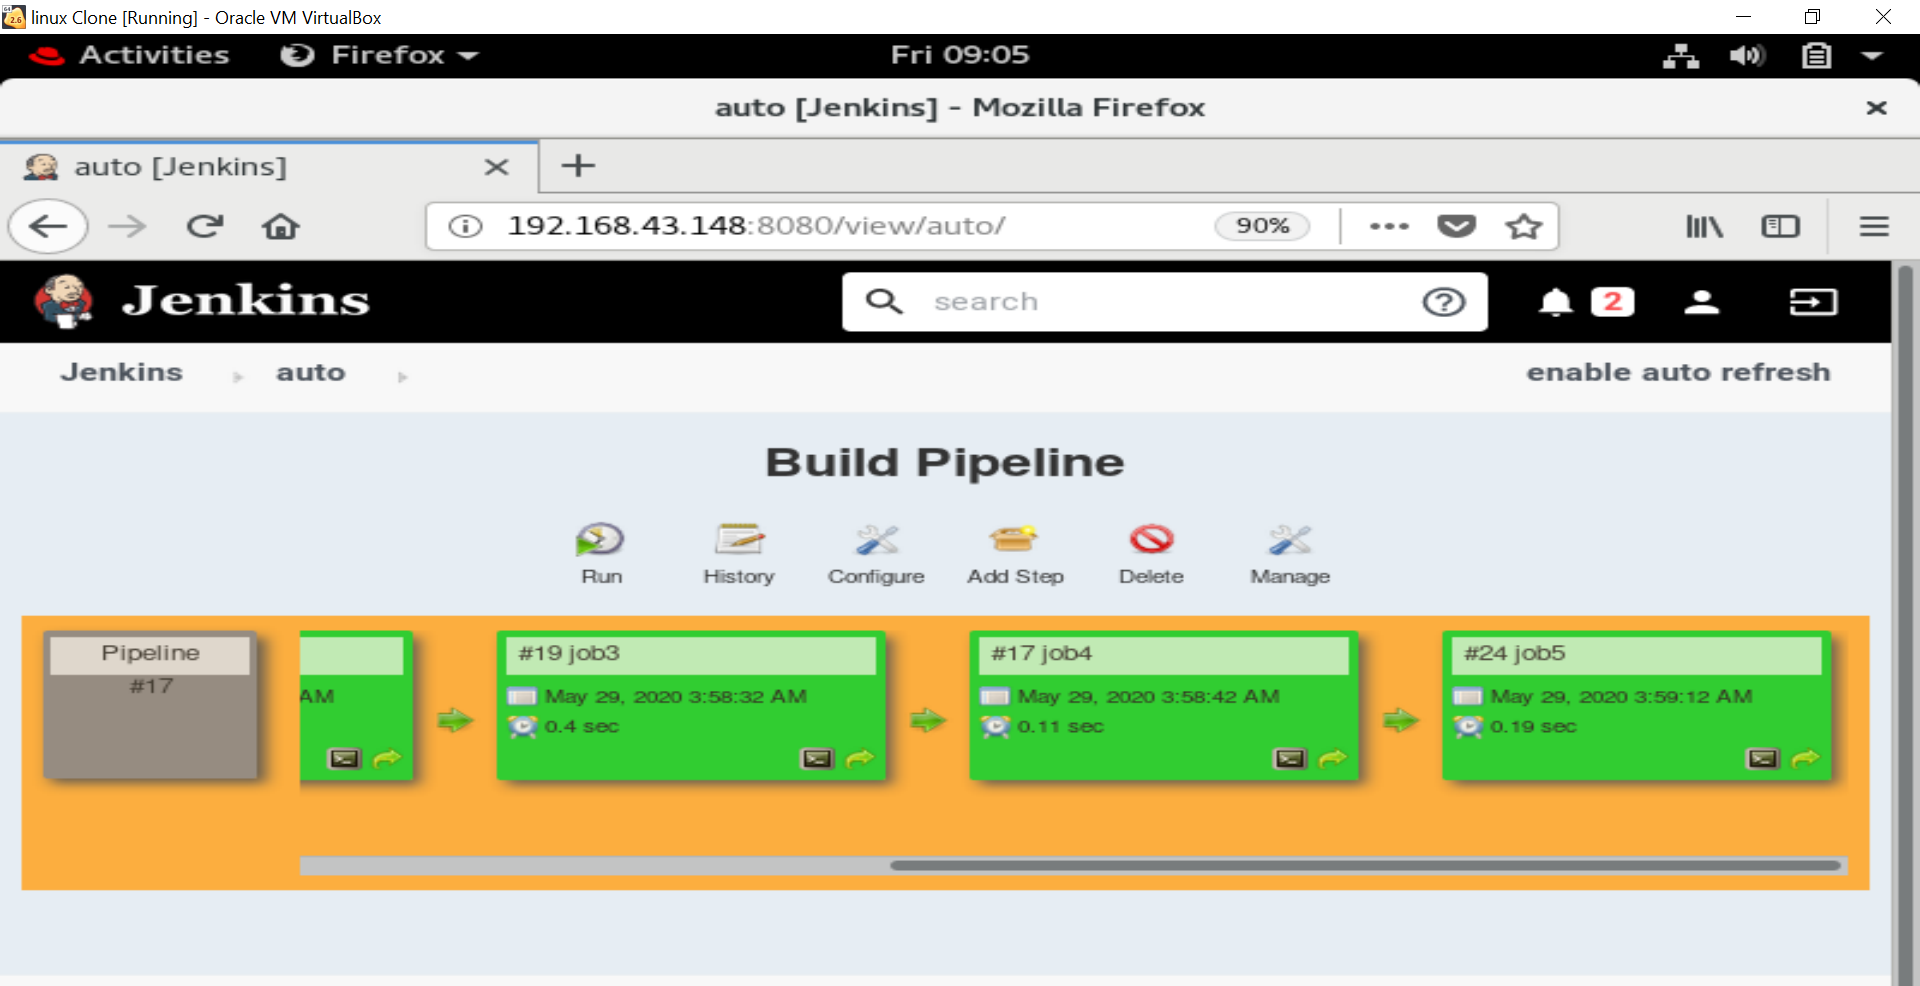 linux Clone [Running] - Oracle VM VirtualBox
Activities Firefox Fri 09:05
auto [Jenkins] - Mozilla Firefox
auto [Jenkins]
192.168.43.148:8080/view/auto/ 90%
Jenkins search 2
Jenkins auto enable auto refresh
Build Pipeline
Run History Configure Add Step Delete Manage
Pipeline #19 job3 #17 job4 #24 job5
#17 AM May 29, 2020 3:58:32 AM May 29, 2020 3:58:42 AM May 29, 2020 3:59:12 AM
0.4 sec 0.11 sec 0.19 sec